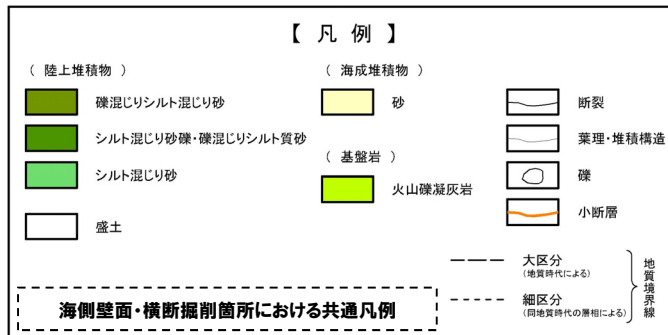 【 凡 例 】
( 陸上堆積物 )
礫混じりシルト混じり砂
シルト混じり砂礫・礫混じりシルト質砂
シルト混じり砂
盛土
( 海成堆積物 )
砂
( 基盤岩 )
火山礫凝灰岩
断裂
葉理・堆積構造
礫
小断層
大区分
(地質時代による)
細区分
(同地質時代の層相による)
地質境界線
海側壁面・横断掘削箇所における共通凡例